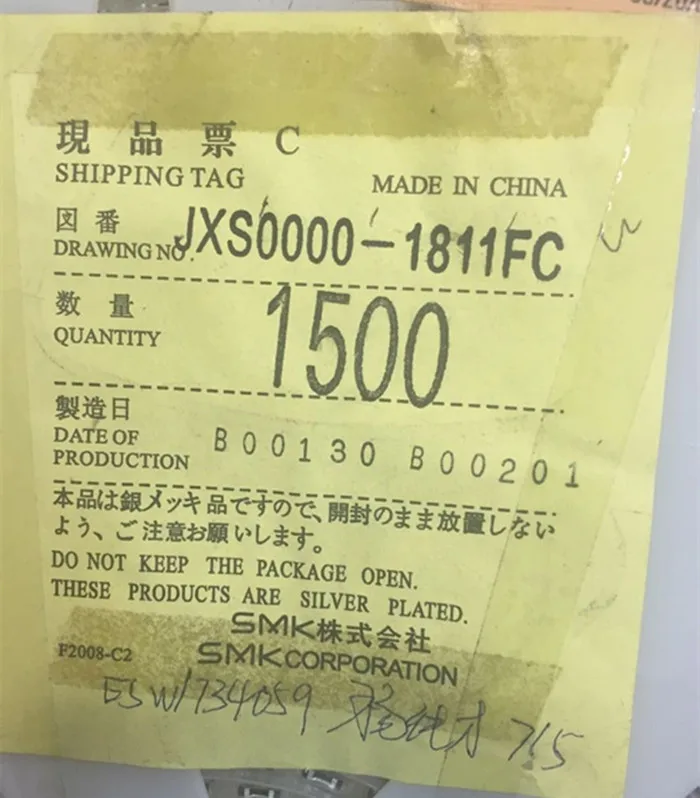 現品票 C
SHIPPING TAG
MADE IN CHINA
図番
DRAWING NO.
JXS0000-1811FC
数量
QUANTITY
1500
製造日
DATE OF
PRODUCTION
B00130 B00201
本品は銀メッキ品ですので、開封のまま放置しない
よう、ご注意お願いします。
DO NOT KEEP THE PACKAGE OPEN.
THESE PRODUCTS ARE SILVER PLATED.
SMK株式会社
F2008-C2
SMK CORPORATION
715